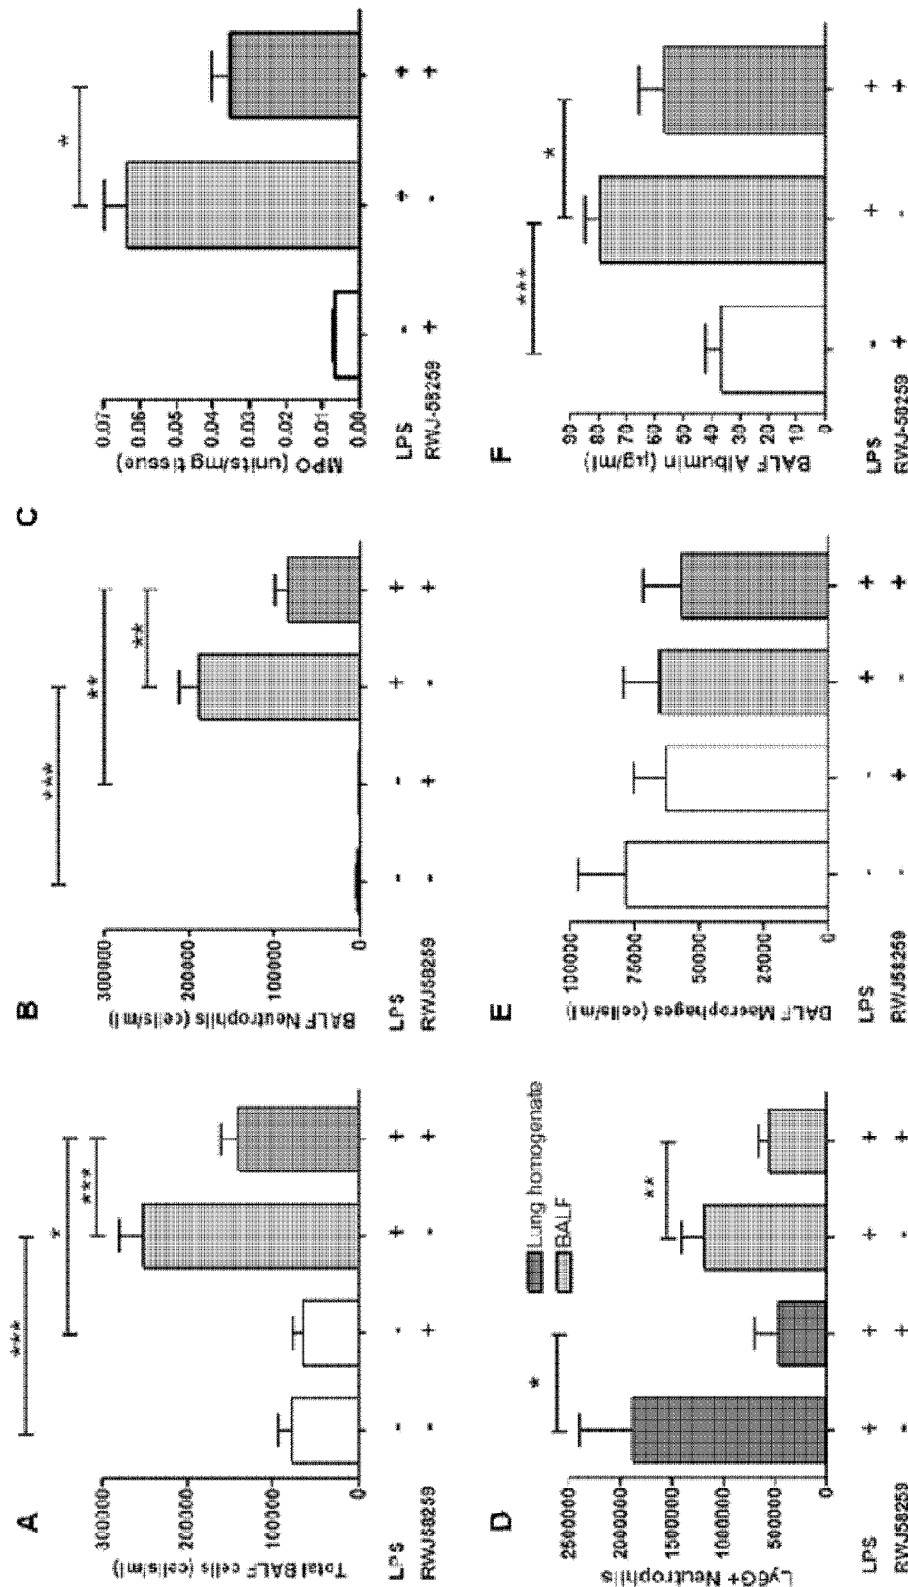 A
Total BALF cells (cells/ml)
300000
200000
100000
0
***
*
***
LPS - - + +
RWJ58259 - + - +
B
BALF Neutrophils (cells/ml)
300000
200000
100000
0
***
**
**
LPS - - + +
RWJ58259 - + - +
C
MPO (units/mg tissue)
0.07
0.06
0.05
0.04
0.03
0.02
0.01
0.00
*
LPS - + +
RWJ-58259 + - +
D
Ly6G+ Neutrophils
2500000
2000000
1500000
1000000
500000
0
Lung homogenate
BALF
*
**
LPS + + + +
RWJ58259 - + - +
E
BALF Macrophages (cells/ml)
100000
75000
50000
25000
0
LPS - - + +
RWJ58259 - + - +
F
BALF Albumin (μg/ml)
90
80
70
60
50
40
30
20
10
0
***
*
LPS - + +
RWJ-58259 + - +